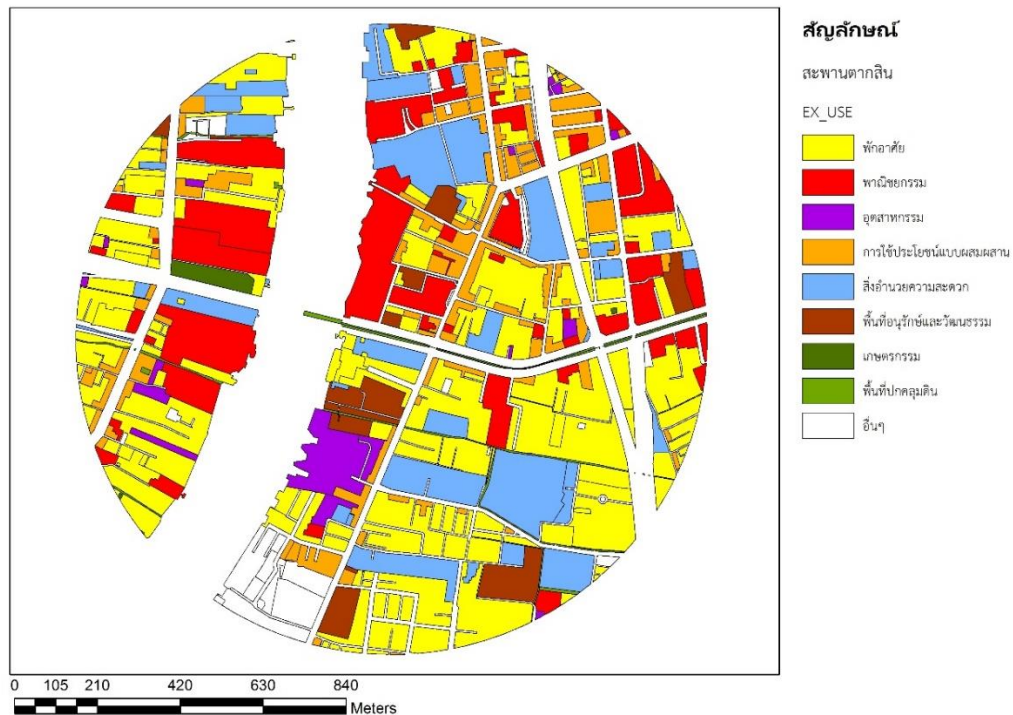 สัญลักษณ์
สะพานตากสิน
EX_USE
พักอาศัย
พาณิชยกรรม
อุตสาหกรรม
การใช้ประโยชน์แบบผสมผสาน
สิ่งอำนวยความสะดวก
พื้นที่อนุรักษ์และวัฒนธรรม
เกษตรกรรม
พื้นที่ปกคลุมดิน
อื่นๆ
0 105 210 420 630 840
Meters